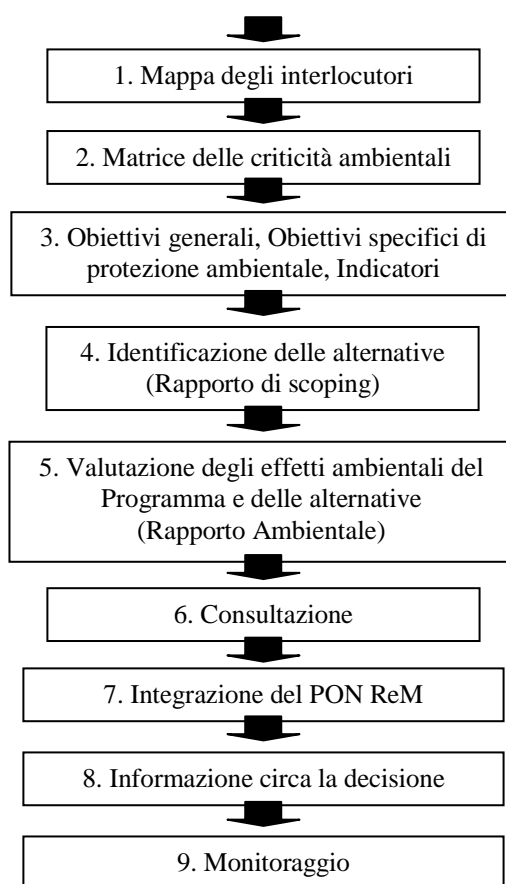 1. Mappa degli interlocutori
2. Matrice delle criticità ambientali
3. Obiettivi generali, Obiettivi specifici di
protezione ambientale, Indicatori
4. Identificazione delle alternative
(Rapporto di scoping)
5. Valutazione degli effetti ambientali del
Programma e delle alternative
(Rapporto Ambientale)
6. Consultazione
7. Integrazione del PON ReM
8. Informazione circa la decisione
9. Monitoraggio